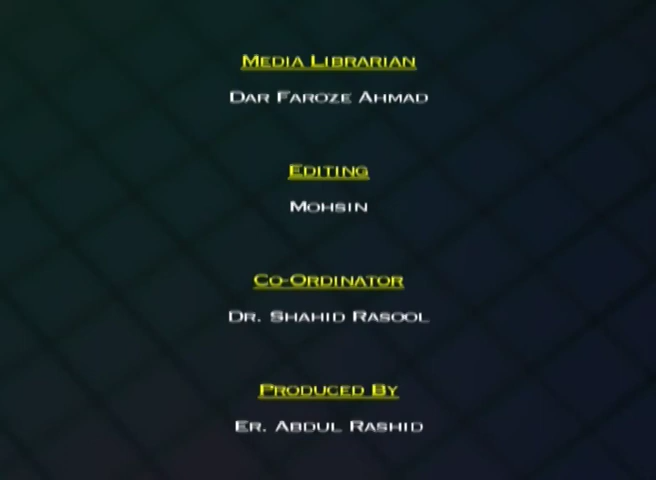 Media Librarian
Dar Faroze Ahmad
Editing
Mohsin
Co-Ordinator
Dr. Shahid Rasool
Produced By
Er. Abdul Rashid